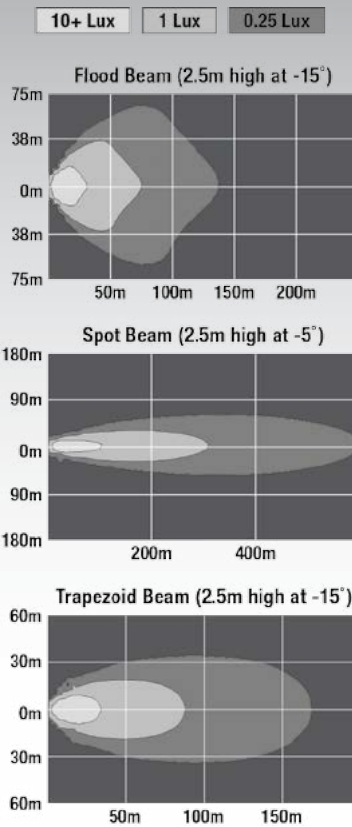 10+ Lux 1 Lux 0.25 Lux
Flood Beam (2.5m high at -15°)
75m
38m
0m
38m
75m
50m 100m 150m 200m
Spot Beam (2.5m high at -5°)
180m
90m
0m
90m
180m
200m 400m
Trapezoid Beam (2.5m high at -15°)
60m
30m
0m
30m
60m
50m 100m 150m